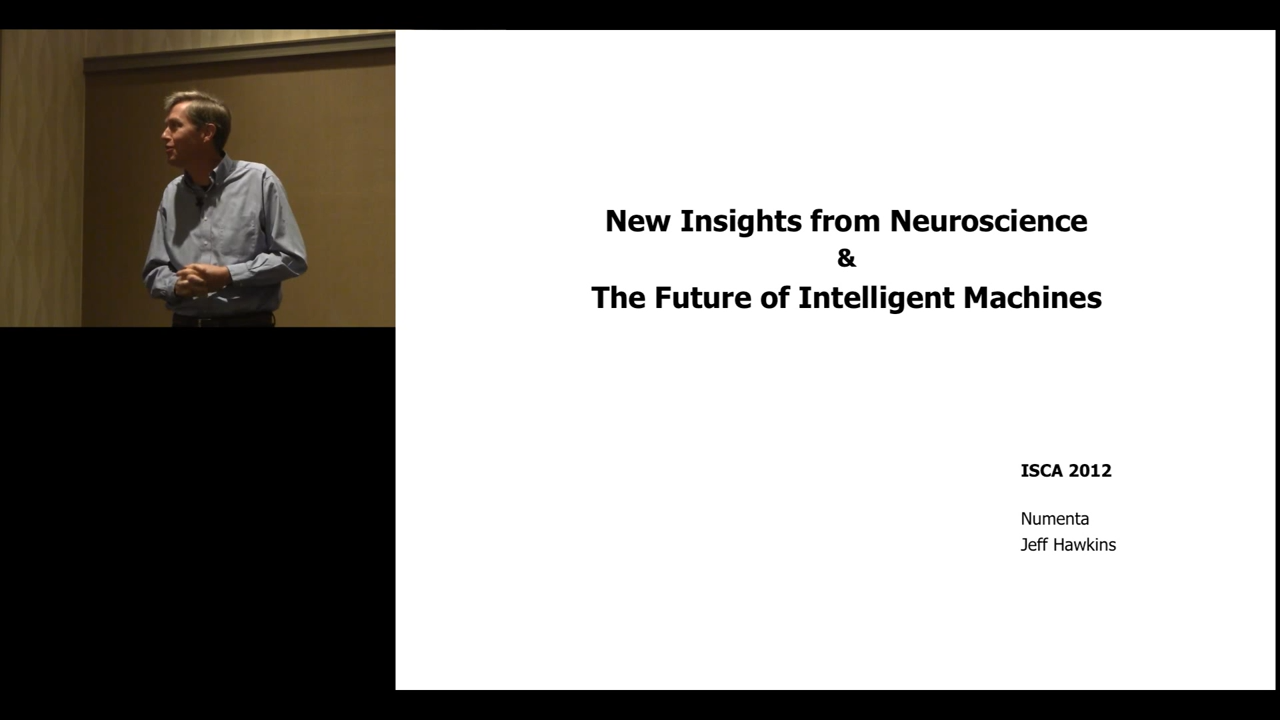 New Insights from Neuroscience
&
The Future of Intelligent Machines
ISCA 2012
Numenta
Jeff Hawkins